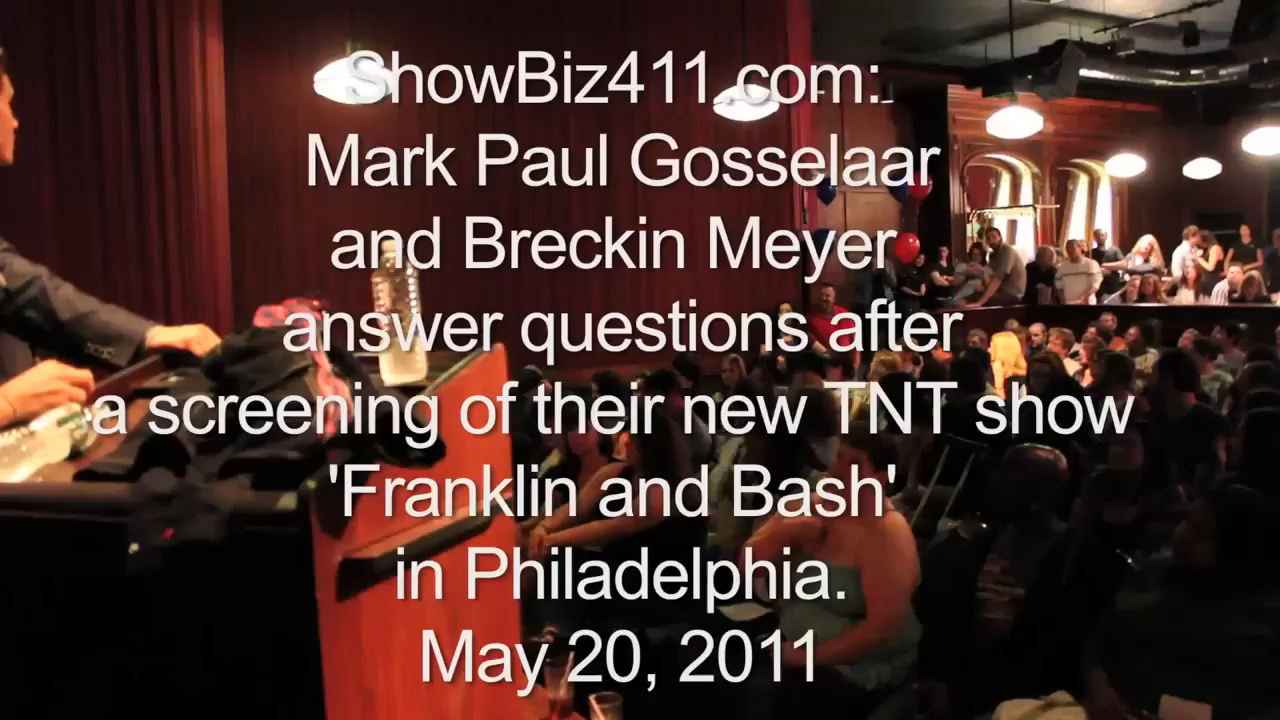 ShowBiz411.com:
Mark Paul Gosselaar
and Breckin Meyer
answer questions after
a screening of their new TNT show
'Franklin and Bash'
in Philadelphia.
May 20, 2011